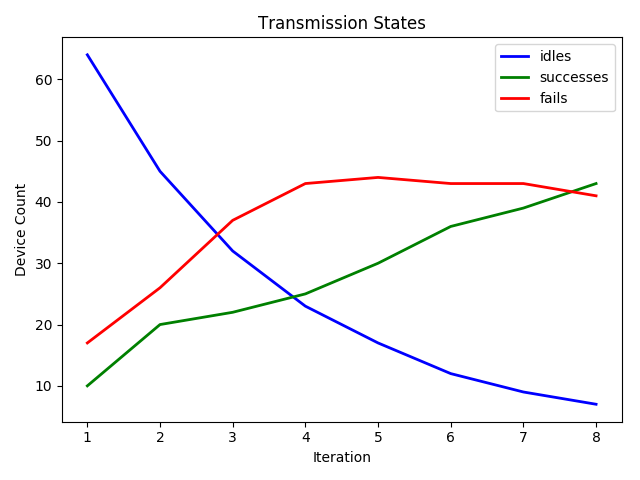 Transmission States
idles
successes
fails
Device Count
60
50
40
30
20
10
1 2 3 4 5 6 7 8
Iteration